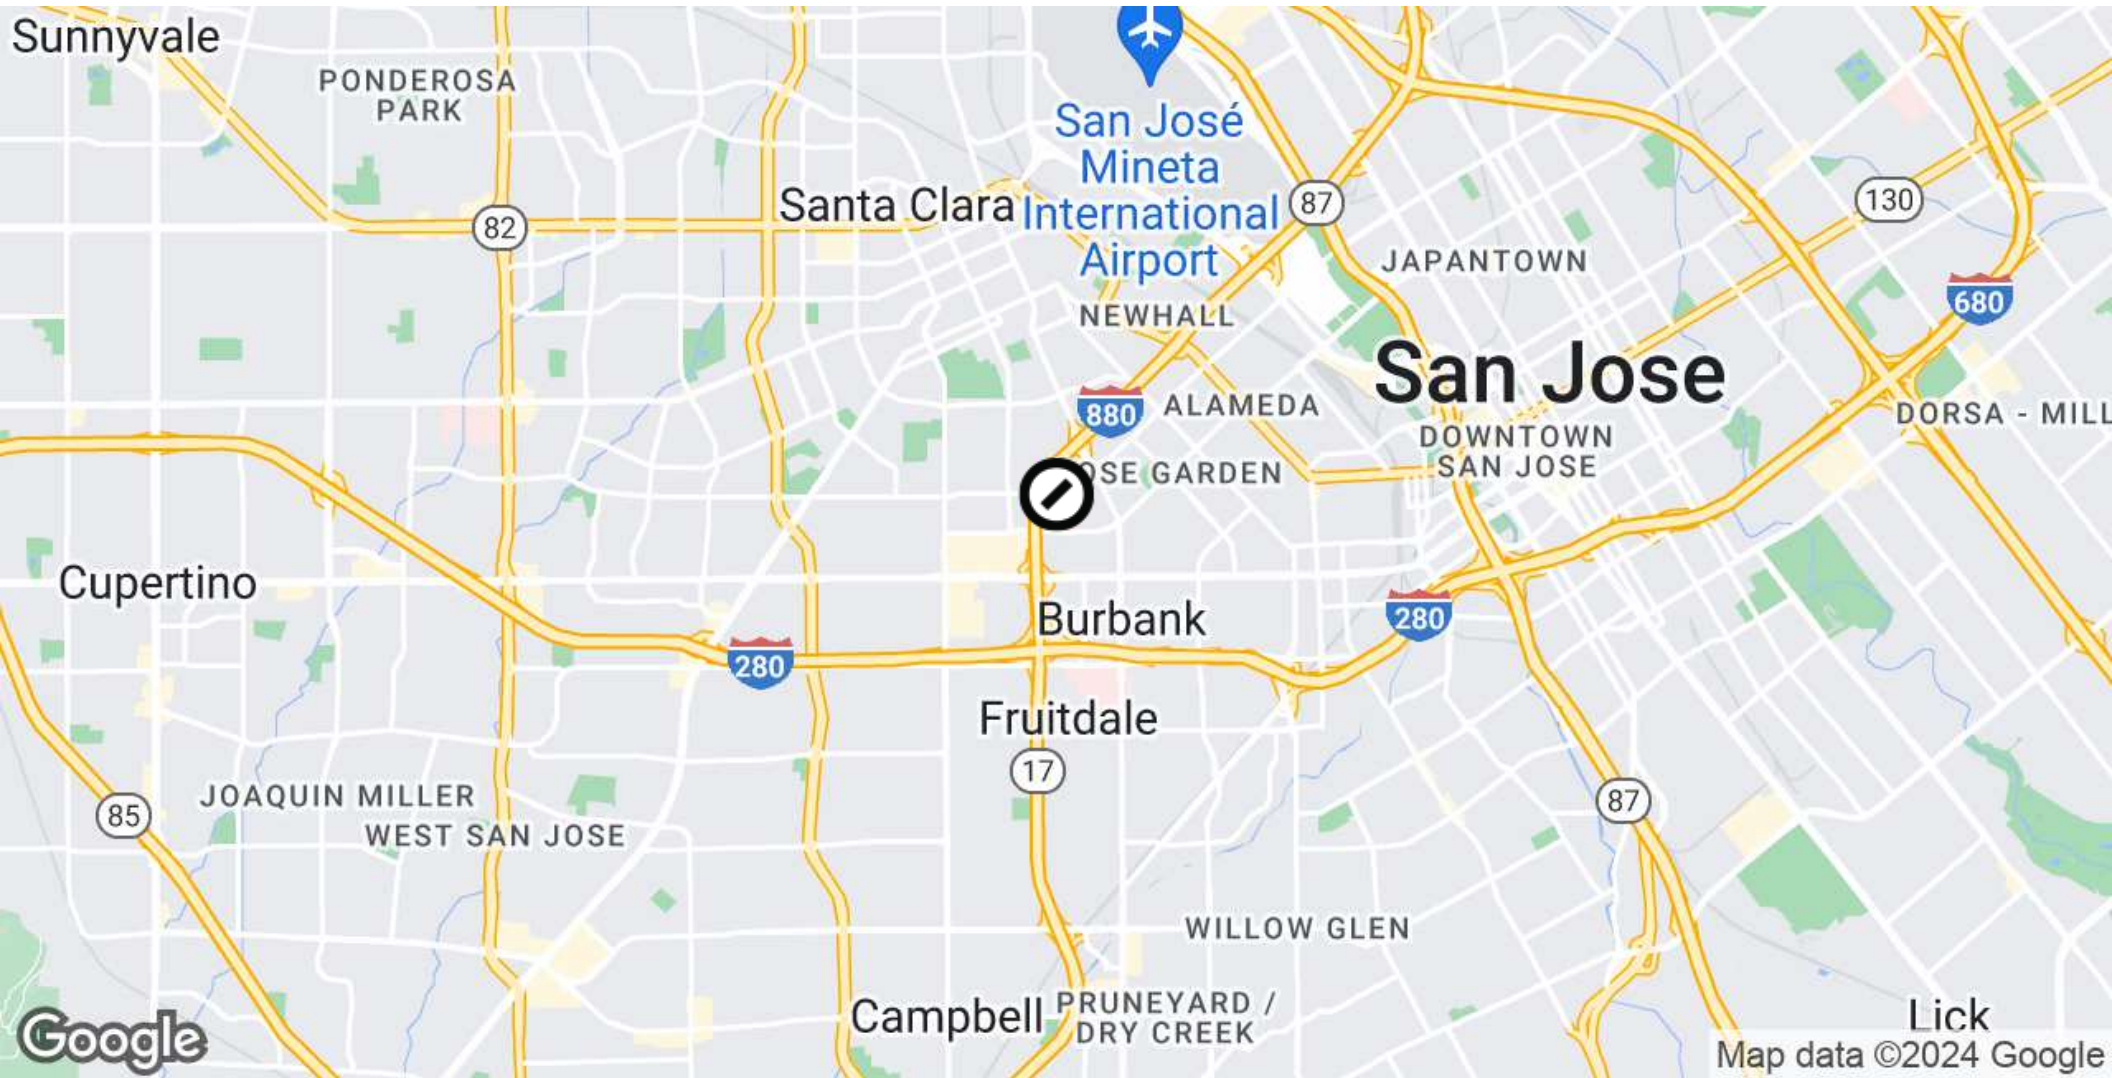 Sunnyvale
PONDEROSA
PARK
San José
Mineta
International
Airport
Santa Clara
87
130
82
JAPANTOWN
NEWHALL
680
San Jose
880
ALAMEDA
DORSA - MILL
DOWNTOWN
SAN JOSE
OSE GARDEN
Cupertino
Burbank
280
280
Fruitdale
17
JOAQUIN MILLER
WEST SAN JOSE
85
87
WILLOW GLEN
Campbell
PRUNEYARD /
DRY CREEK
Lick
Google
Map data ©2024 Google